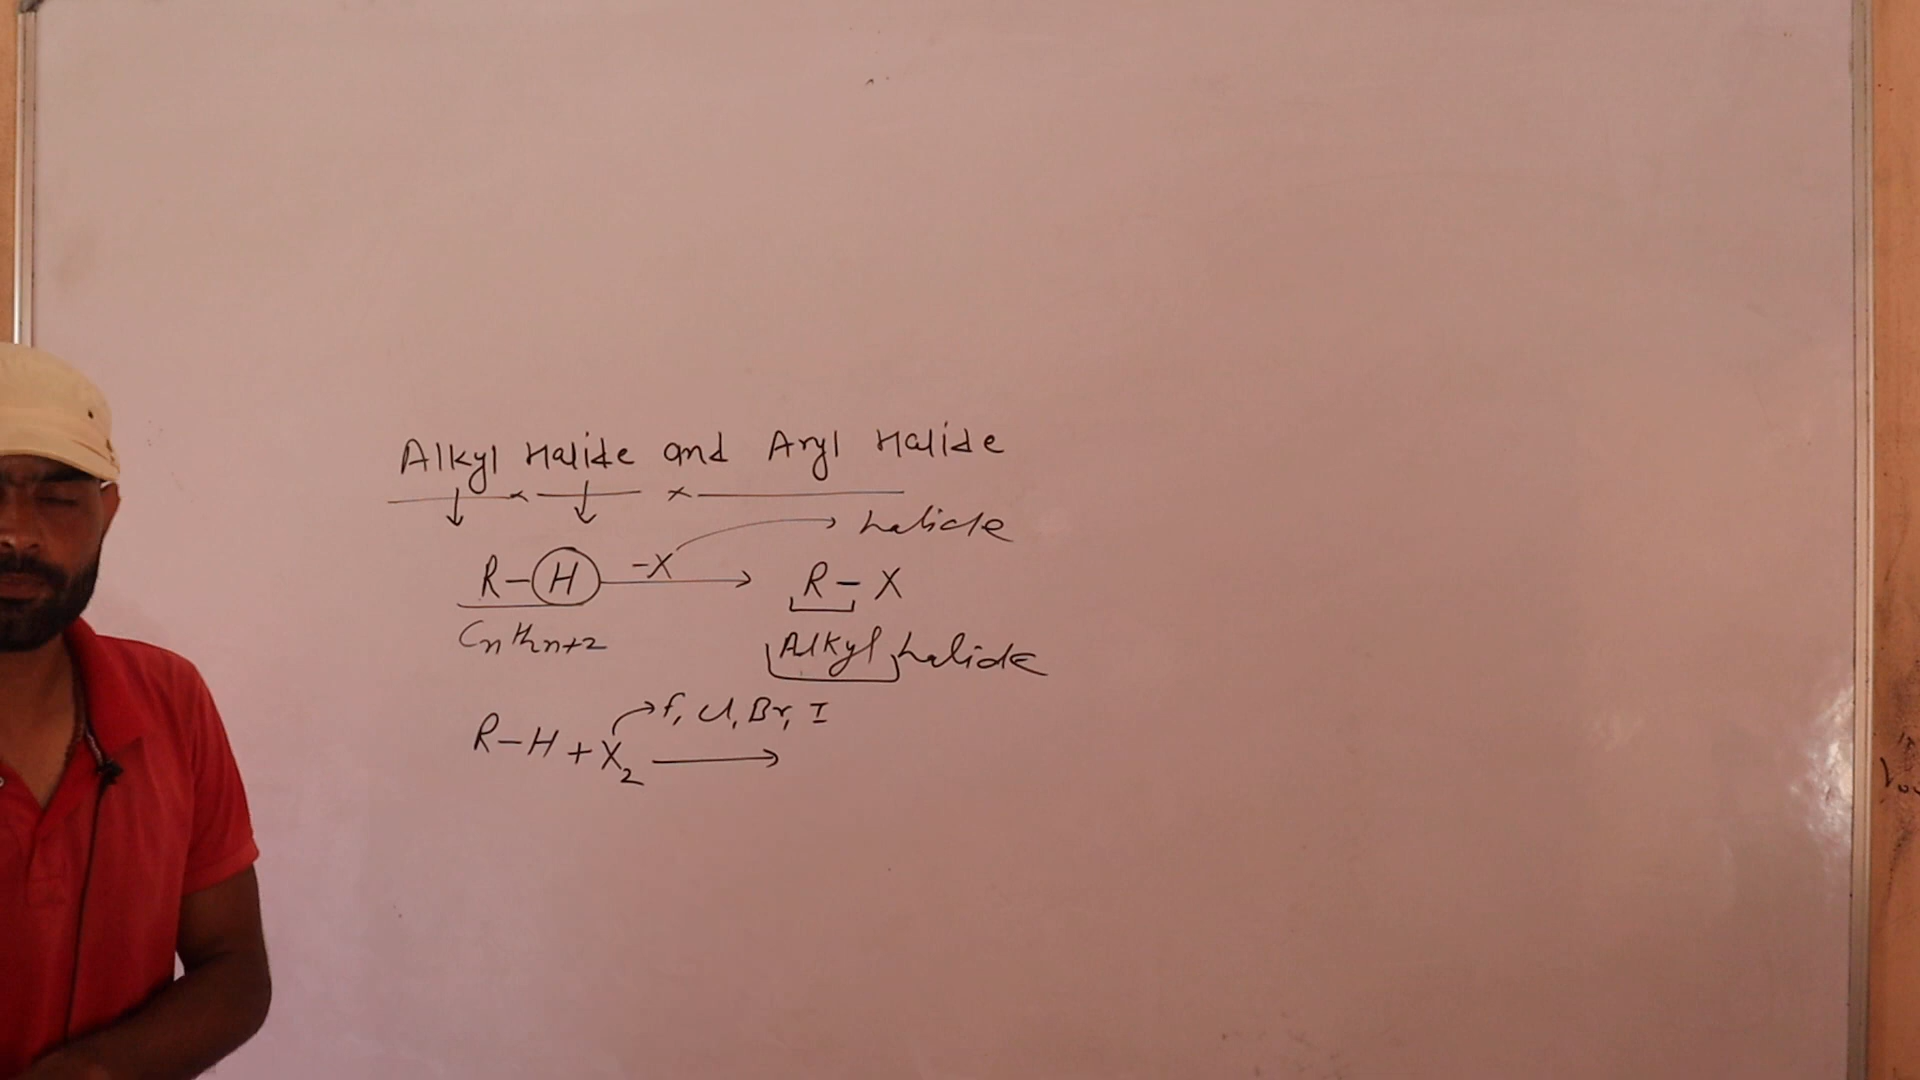 Alkyl Halide and Aryl Halide
halide
R-H -X → R-X
CnH2n+2 Alkyl halide
F, Cl, Br, I
R-H + X2 →